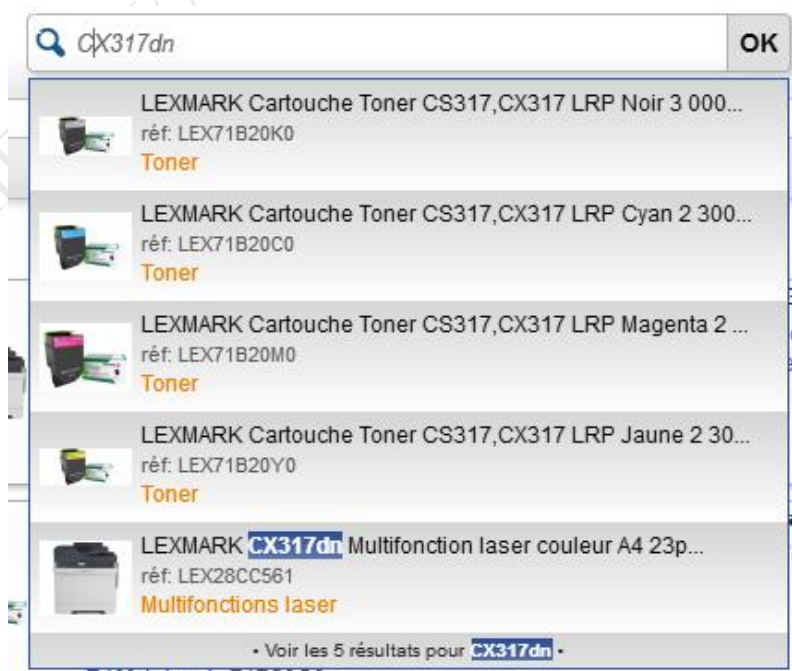 CX317dn
OK
LEXMARK Cartouche Toner CS317,CX317 LRP Noir 3 000...
réf: LEX71B20K0
Toner
LEXMARK Cartouche Toner CS317,CX317 LRP Cyan 2 300...
réf: LEX71B20C0
Toner
LEXMARK Cartouche Toner CS317,CX317 LRP Magenta 2 ...
réf: LEX71B20M0
Toner
LEXMARK Cartouche Toner CS317,CX317 LRP Jaune 2 30...
réf: LEX71B20Y0
Toner
LEXMARK CX317dn Multifonction laser couleur A4 23p...
réf: LEX28CC561
Multifonctions laser
• Voir les 5 résultats pour CX317dn •